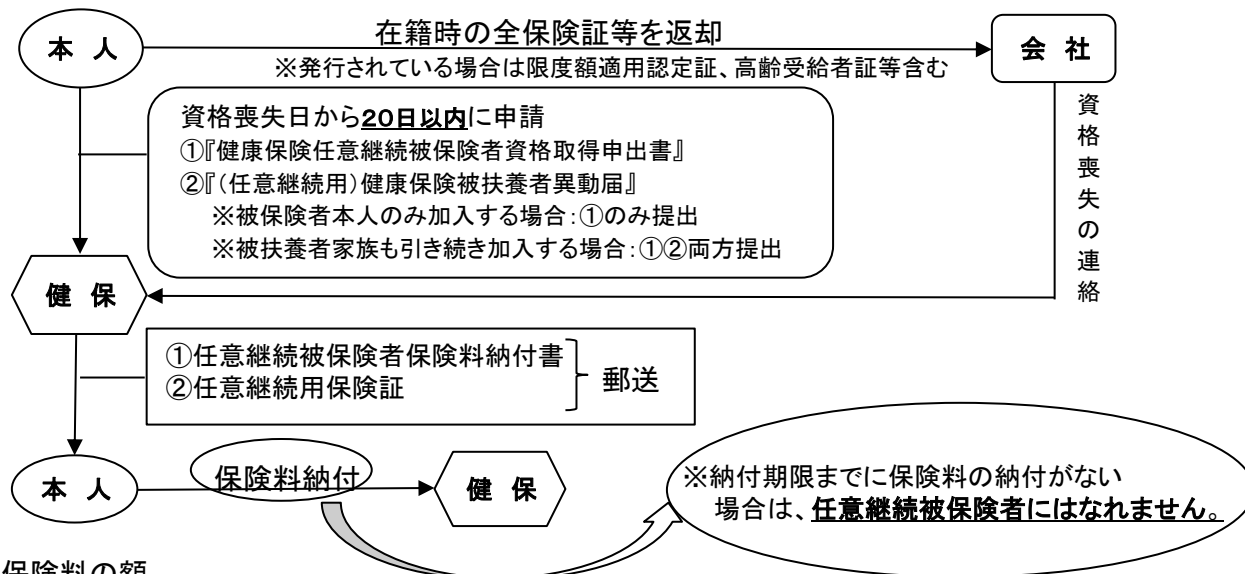 本 人
在籍時の全保険証等を返却
会 社
※発行されている場合は限度額適用認定証、高齢受給者証等含む
資格喪失の連絡
資格喪失日から20日以内に申請
①『健康保険任意継続被保険者資格取得申出書』
②『(任意継続用)健康保険被扶養者異動届』
※被保険者本人のみ加入する場合:①のみ提出
※被扶養者家族も引き続き加入する場合:①②両方提出
健 保
①任意継続被保険者保険料納付書
②任意継続用保険証
郵送
本 人
保険料納付
健 保
※納付期限までに保険料の納付がない
場合は、任意継続被保険者にはなれません。
保険料の額